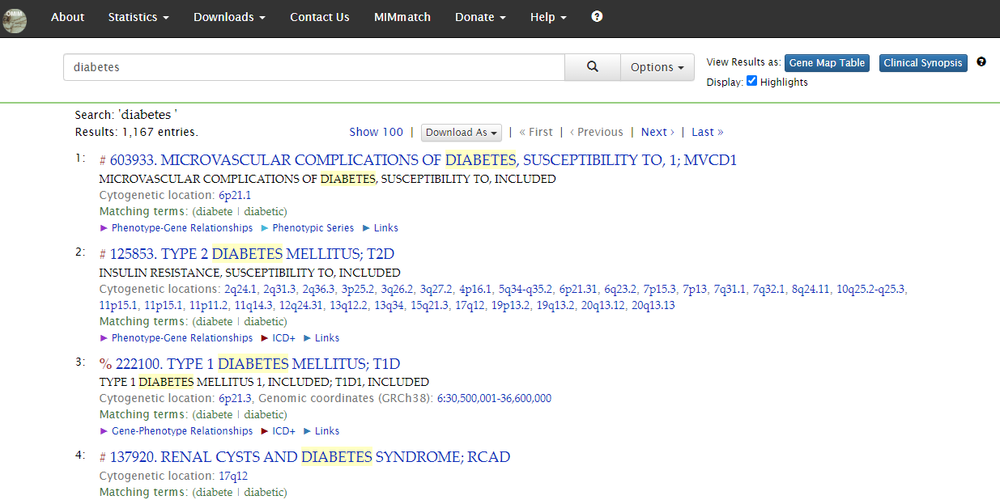 OMIM
About Statistics Downloads Contact Us MIMmatch Donate Help ?
diabetes Options View Results as: Gene Map Table Clinical Synopsis ?
Display: Highlights
Search: 'diabetes '
Results: 1,167 entries. Show 100 | Download As | « First | ‹ Previous | Next › | Last »
1: # 603933. MICROVASCULAR COMPLICATIONS OF DIABETES, SUSCEPTIBILITY TO, 1; MVCD1
MICROVASCULAR COMPLICATIONS OF DIABETES, SUSCEPTIBILITY TO, INCLUDED
Cytogenetic location: 6p21.1
Matching terms: (diabete | diabetic)
► Phenotype-Gene Relationships ► Phenotypic Series ► Links
2: # 125853. TYPE 2 DIABETES MELLITUS; T2D
INSULIN RESISTANCE, SUSCEPTIBILITY TO, INCLUDED
Cytogenetic locations: 2q24.1, 2q31.3, 2q36.3, 3p25.2, 3q26.2, 3q27.2, 4p16.1, 5q34-q35.2, 6p21.31, 6q23.2, 7p15.3, 7p13, 7q31.1, 7q32.1, 8q24.11, 10q25.2-q25.3,
11p15.1, 11p15.1, 11p11.2, 11q14.3, 12q24.31, 13q12.2, 13q34, 15q21.3, 17q12, 19p13.2, 19q13.2, 20q13.12, 20q13.13
Matching terms: (diabete | diabetic)
► Phenotype-Gene Relationships ► ICD+ ► Links
3: % 222100. TYPE 1 DIABETES MELLITUS; T1D
TYPE 1 DIABETES MELLITUS 1, INCLUDED; T1D1, INCLUDED
Cytogenetic location: 6p21.3, Genomic coordinates (GRCh38): 6:30,500,001-36,600,000
Matching terms: (diabete | diabetic)
► Gene-Phenotype Relationships ► ICD+ ► Links
4: # 137920. RENAL CYSTS AND DIABETES SYNDROME; RCAD
Cytogenetic location: 17q12
Matching terms: (diabete | diabetic)